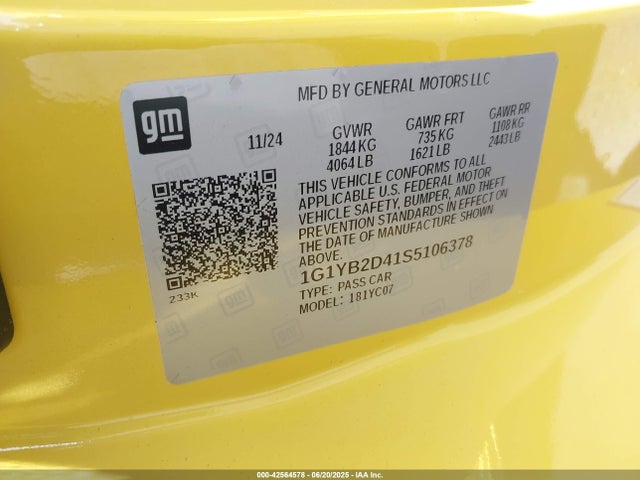 MFD BY GENERAL MOTORS LLC
gm
11/24
GVWR
1844 KG
4064 LB
GAWR FRT
735 KG
1621 LB
GAWR RR
1108 KG
2443 LB
THIS VEHICLE CONFORMS TO ALL
APPLICABLE U.S. FEDERAL MOTOR
VEHICLE SAFETY, BUMPER, AND THEFT
PREVENTION STANDARDS IN EFFECT ON
THE DATE OF MANUFACTURE SHOWN
ABOVE.
1G1YB2D41S5106378
TYPE: PASS CAR
MODEL: 181YC07
233K
000-42564578 | 06/20/2025 | IAA Inc.